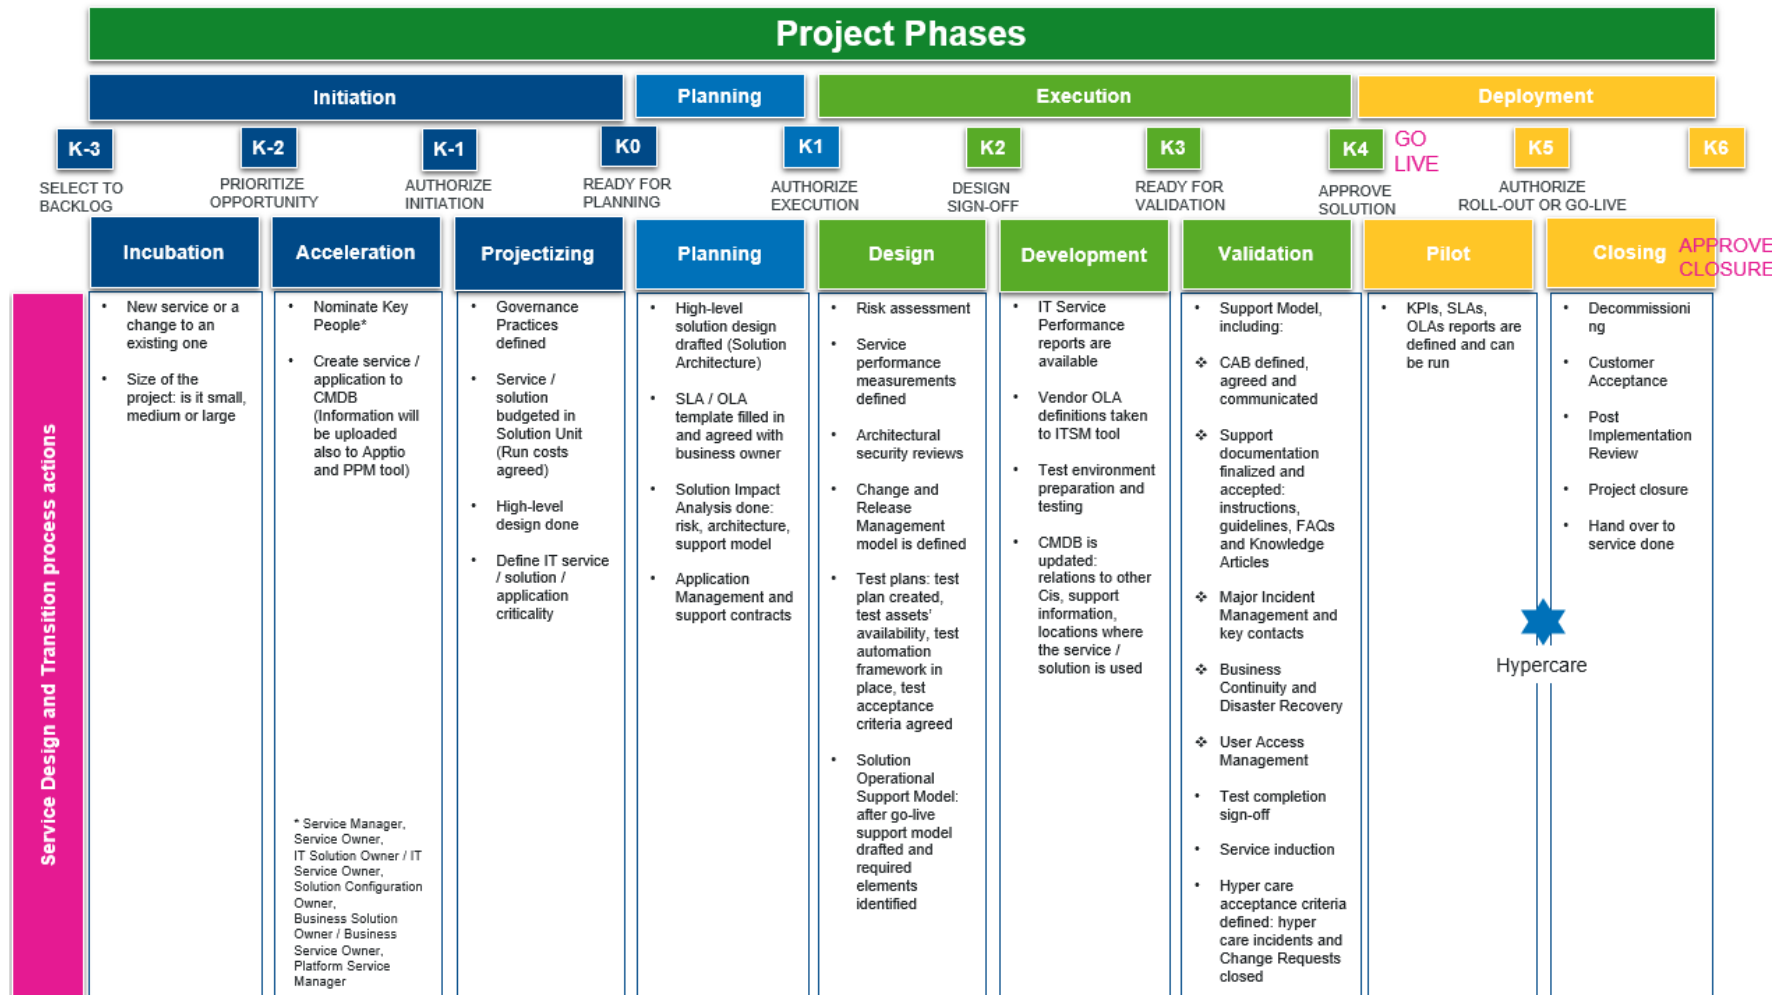 Project Phases
Initiation
Planning
Execution
Deployment
K-3
K-2
K-1
K0
K1
K2
K3
K4
GO
LIVE
K5
K6
SELECT TO
BACKLOG
PRIORITIZE
OPPORTUNITY
AUTHORIZE
INITIATION
READY FOR
PLANNING
AUTHORIZE
EXECUTION
DESIGN
SIGN-OFF
READY FOR
VALIDATION
APPROVE
SOLUTION
AUTHORIZE
ROLL-OUT OR GO-LIVE
Incubation
Acceleration
Projectizing
Planning
Design
Development
Validation
Pilot
Closing
APPROVE
CLOSURE
Service Design and Transition process actions
• New service or a
change to an
existing one
• Size of the
project: is it small,
medium or large
• Nominate Key
People*
• Create service /
application to
CMDB
(Information will
be uploaded
also to Apptio
and PPM tool)
* Service Manager,
Service Owner,
IT Solution Owner / IT
Service Owner,
Solution Configuration
Owner,
Business Solution
Owner / Business
Service Owner,
Platform Service
Manager
• Governance
Practices
defined
• Service /
solution
budgeted in
Solution Unit
(Run costs
agreed)
• High-level
design done
• Define IT service
/ solution /
application
criticality
• High-level
solution design
drafted (Solution
Architecture)
• SLA / OLA
template filled in
and agreed with
business owner
• Solution Impact
Analysis done:
risk, architecture,
support model
• Application
Management and
support contracts
• Risk assessment
• Service
performance
measurements
defined
• Architectural
security reviews
• Change and
Release
Management
model is defined
• Test plans: test
plan created,
test assets'
availability, test
automation
framework in
place, test
acceptance
criteria agreed
• Solution
Operational
Support Model:
after go-live
support model
drafted and
required
elements
identified
• IT Service
Performance
reports are
available
• Vendor OLA
definitions taken
to ITSM tool
• Test environment
preparation and
testing
• CMDB is
updated:
relations to other
Cis, support
information,
locations where
the service /
solution is used
• Support Model,
including:
❖ CAB defined,
agreed and
communicated
❖ Support
documentation
finalized and
accepted:
instructions,
guidelines, FAQs
and Knowledge
Articles
❖ Major Incident
Management and
key contacts
❖ Business
Continuity and
Disaster Recovery
❖ User Access
Management
• Test completion
sign-off
• Service induction
• Hyper care
acceptance criteria
defined: hyper
care incidents and
Change Requests
closed
• KPIs, SLAs,
OLAs reports are
defined and can
be run
• Decommissioni
ng
• Customer
Acceptance
• Post
Implementation
Review
• Project closure
• Hand over to
service done
Hypercare